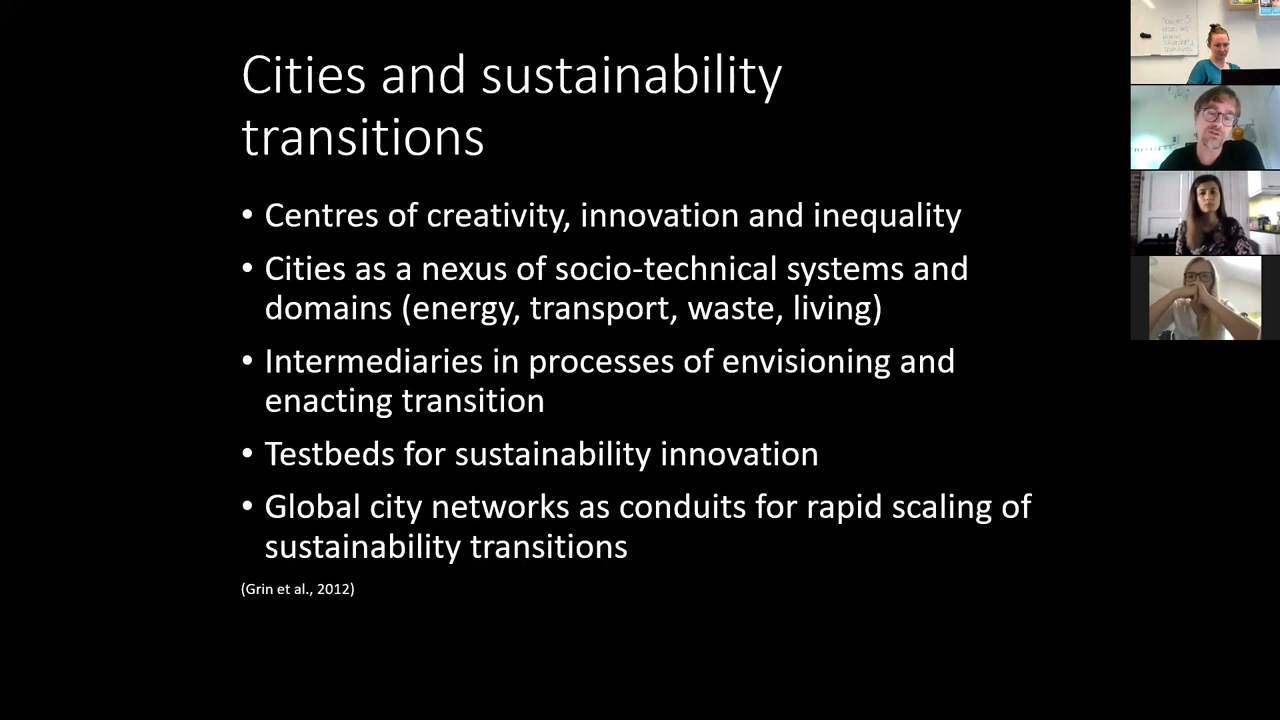 Cities and sustainability
transitions
• Centres of creativity, innovation and inequality
• Cities as a nexus of socio-technical systems and
domains (energy, transport, waste, living)
• Intermediaries in processes of envisioning and
enacting transition
• Testbeds for sustainability innovation
• Global city networks as conduits for rapid scaling of
sustainability transitions
(Grin et al., 2012)